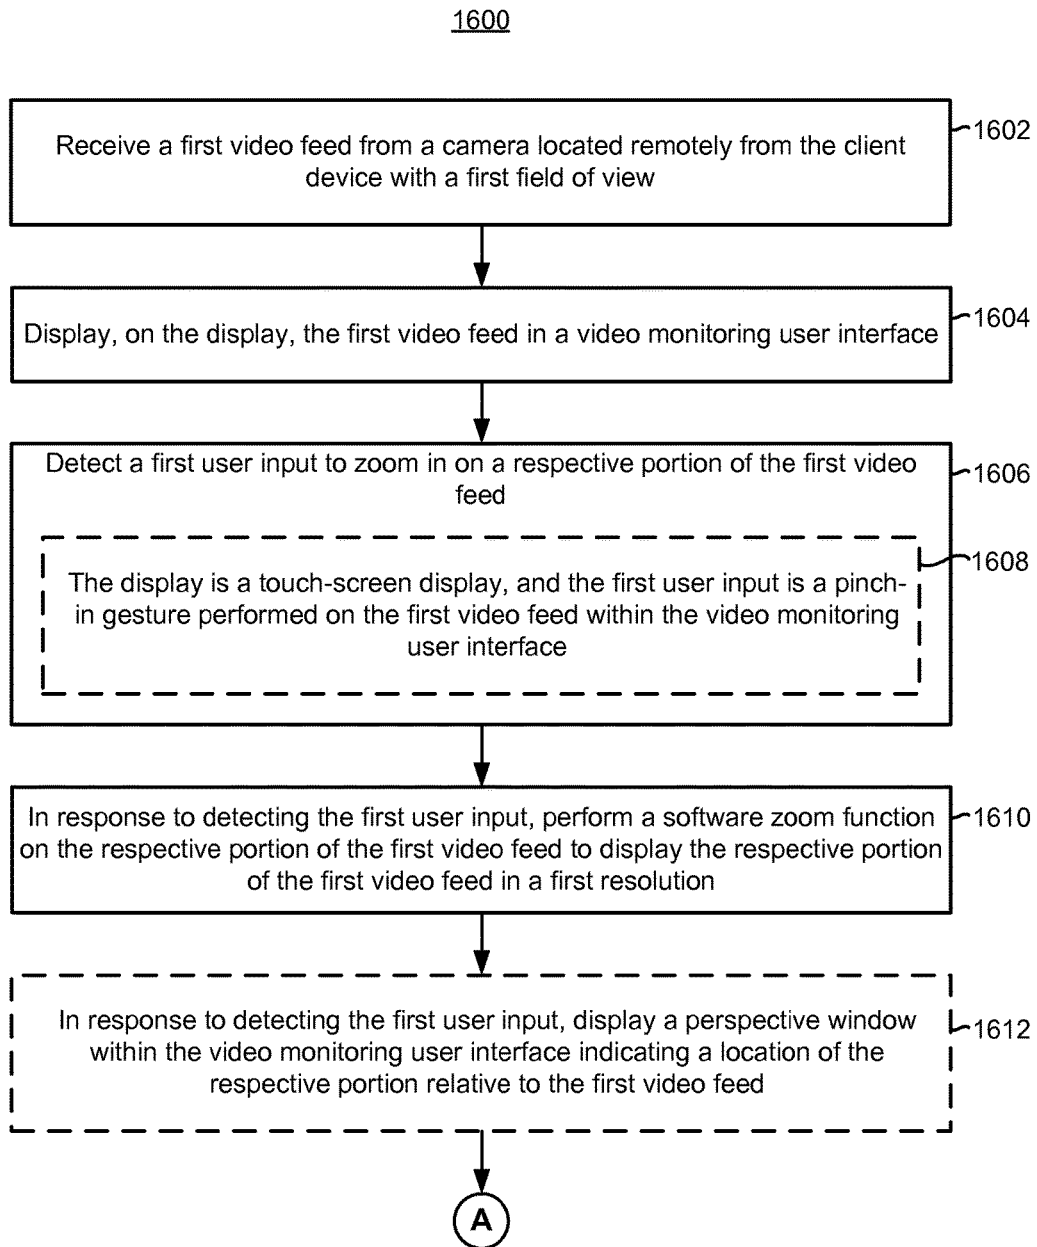 1600
Receive a first video feed from a camera located remotely from the client
device with a first field of view
1602
Display, on the display, the first video feed in a video monitoring user interface
1604
Detect a first user input to zoom in on a respective portion of the first video
feed
1606
The display is a touch-screen display, and the first user input is a pinch-
in gesture performed on the first video feed within the video monitoring
user interface
1608
In response to detecting the first user input, perform a software zoom function
on the respective portion of the first video feed to display the respective portion
of the first video feed in a first resolution
1610
In response to detecting the first user input, display a perspective window
within the video monitoring user interface indicating a location of the
respective portion relative to the first video feed
1612
A